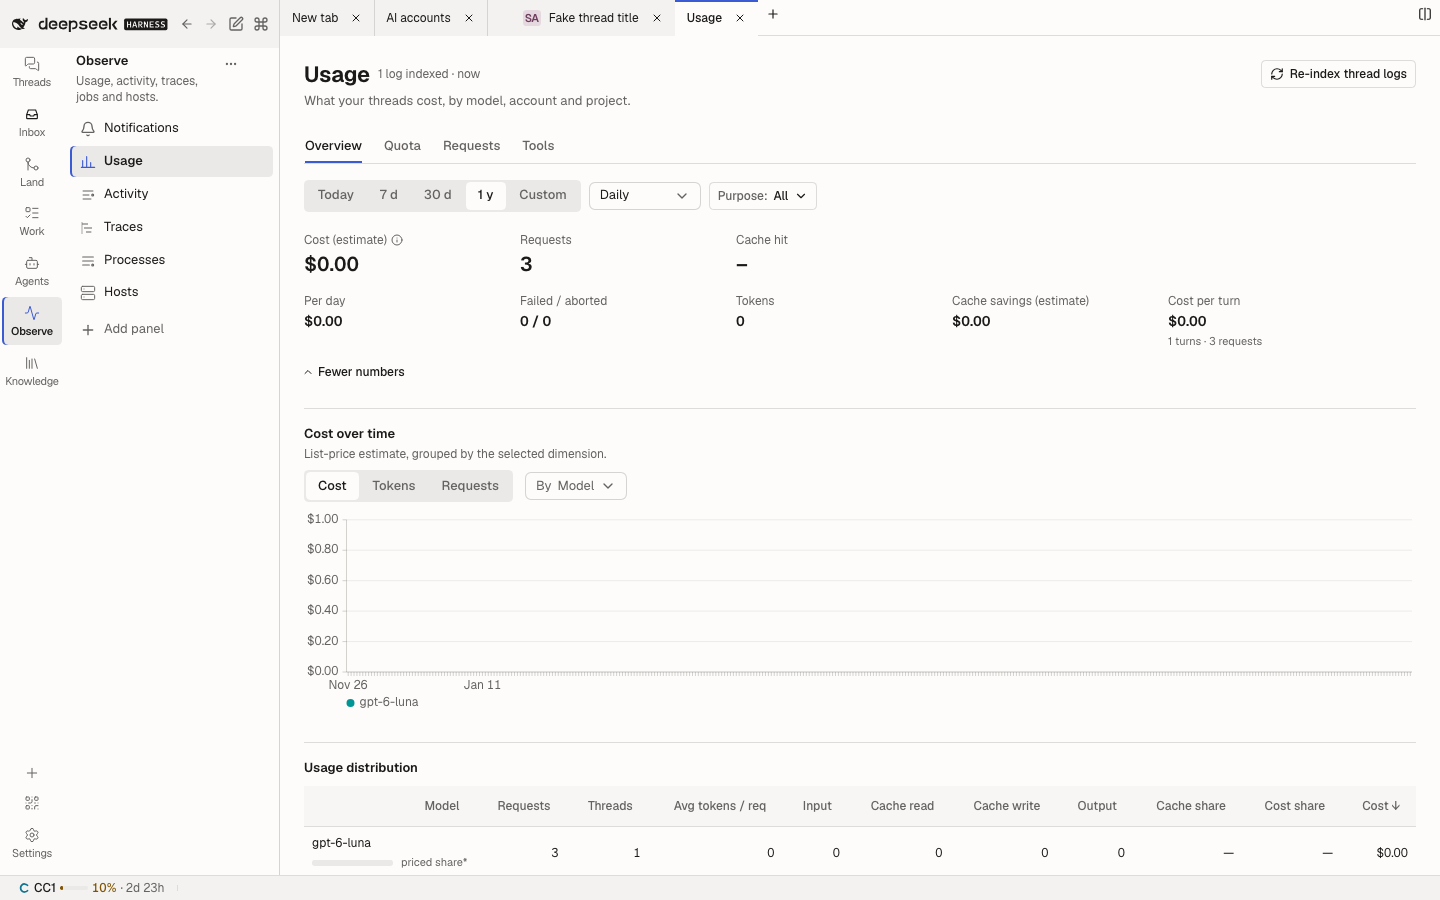 deepseek HARNESS
New tab
AI accounts
SA Fake thread title
Usage
Threads
Inbox
Land
Work
Agents
Observe
Knowledge
Settings
Observe
Usage, activity, traces,
jobs and hosts.
Notifications
Usage
Activity
Traces
Processes
Hosts
Add panel
Usage 1 log indexed · now
Re-index thread logs
What your threads cost, by model, account and project.
Overview Quota Requests Tools
Today 7 d 30 d 1 y Custom Daily Purpose: All
Cost (estimate) Requests Cache hit
$0.00 3 –
Per day Failed / aborted Tokens Cache savings (estimate) Cost per turn
$0.00 0 / 0 0 $0.00 $0.00
1 turns · 3 requests
Fewer numbers
Cost over time
List-price estimate, grouped by the selected dimension.
Cost Tokens Requests By Model
$1.00
$0.80
$0.60
$0.40
$0.20
$0.00
Nov 26 Jan 11
gpt-6-luna
Usage distribution
Model Requests Threads Avg tokens / req Input Cache read Cache write Output Cache share Cost share Cost ↓
gpt-6-luna
priced share* 3 1 0 0 0 0 0 — — $0.00
CC1 10% · 2d 23h